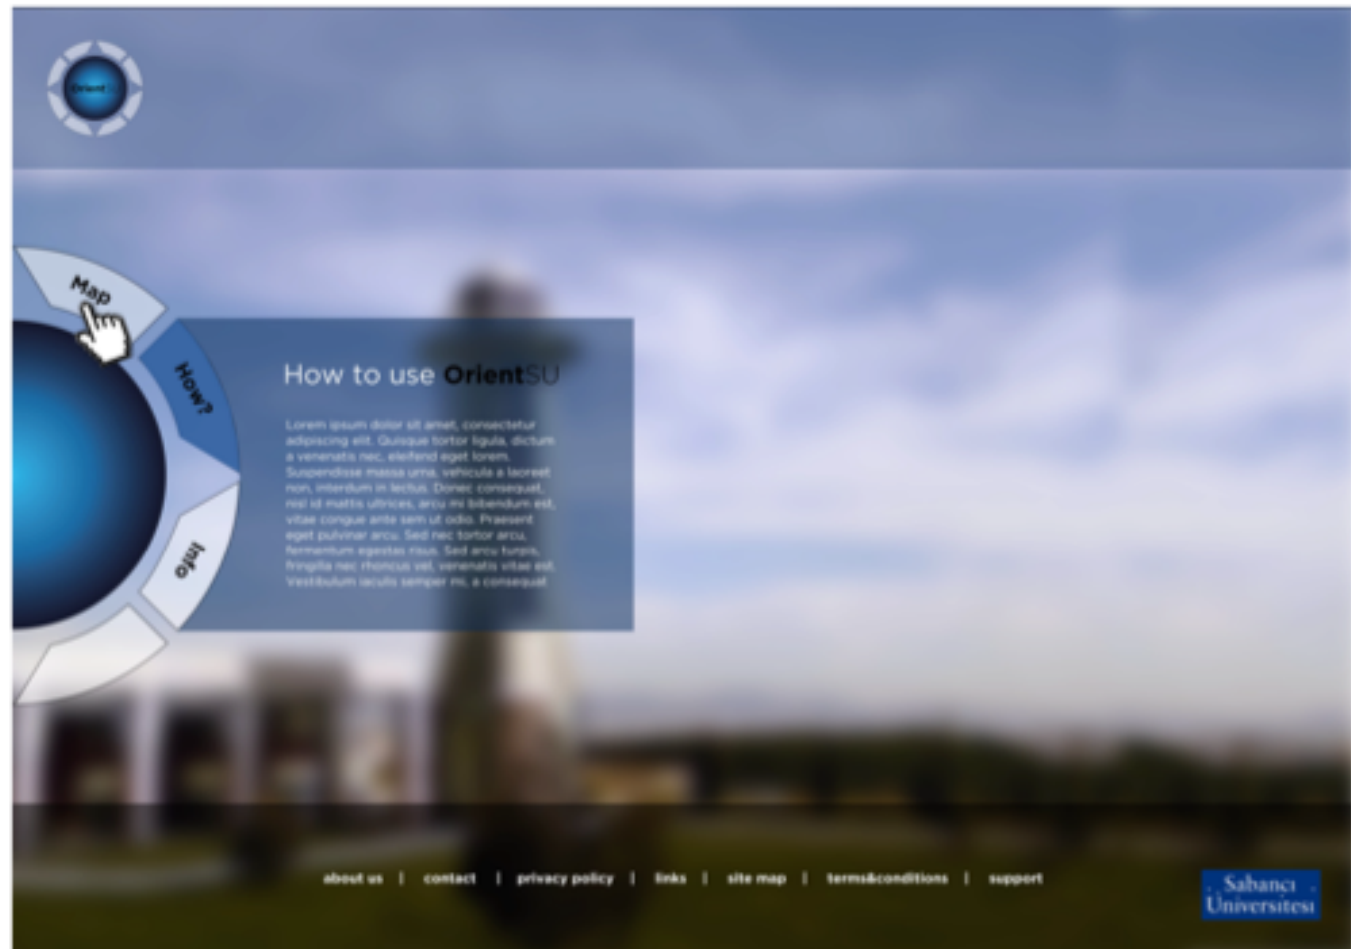 OrientSU
Map
How?
Info
How to use OrientSU
Lorem ipsum dolor sit amet, consectetur
adipiscing elit. Quisque tortor ligula, dictum
a venenatis nec, eleifend eget lorem.
Suspendisse massa urna, vehicula a laoreet
non, interdum in lectus. Donec consequat,
nisl id mattis ultrices, arcu mi bibendum est,
vitae congue ante sem ut odio. Praesent
eget pulvinar arcu. Sed nec tortor arcu,
fermentum egestas risus. Sed arcu turpis,
fringilla nec rhoncus vel, venenatis vitae est.
Vestibulum iaculis semper mi, a consequat
about us | contact | privacy policy | links | site map | terms&conditions | support
Sabancı
Üniversitesi